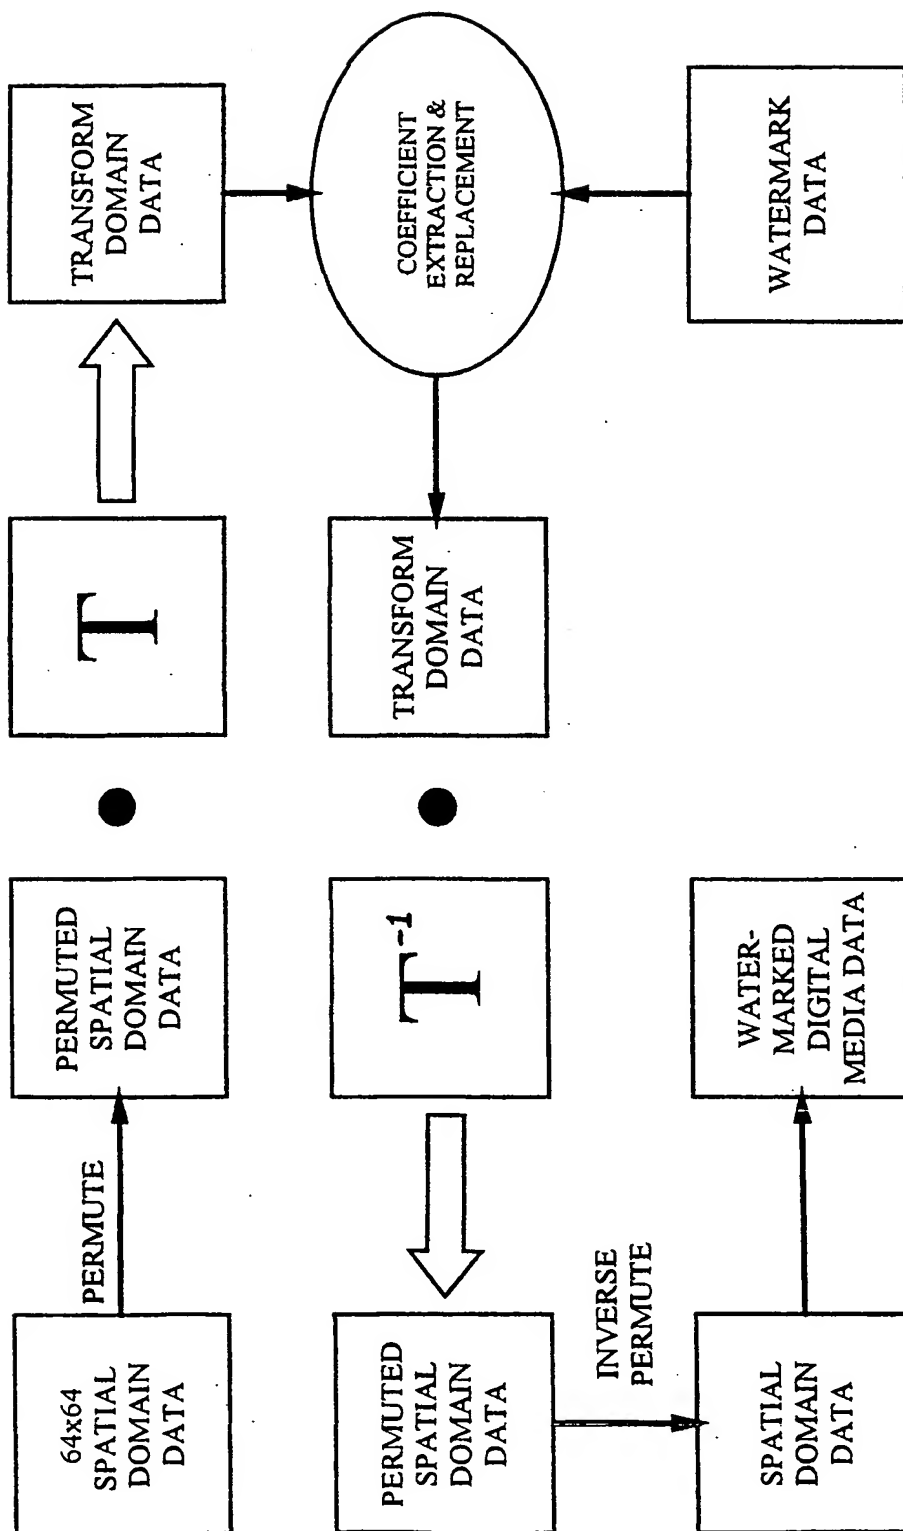 64x64
SPATIAL
DOMAIN
DATA
PERMUTE
PERMUTED
SPATIAL
DOMAIN
DATA
T
TRANSFORM
DOMAIN
DATA
PERMUTED
SPATIAL
DOMAIN
DATA
T⁻¹
TRANSFORM
DOMAIN
DATA
COEFFICIENT
EXTRACTION &
REPLACEMENT
INVERSE
PERMUTE
SPATIAL
DOMAIN
DATA
WATER-
MARKED
DIGITAL
MEDIA DATA
WATERMARK
DATA